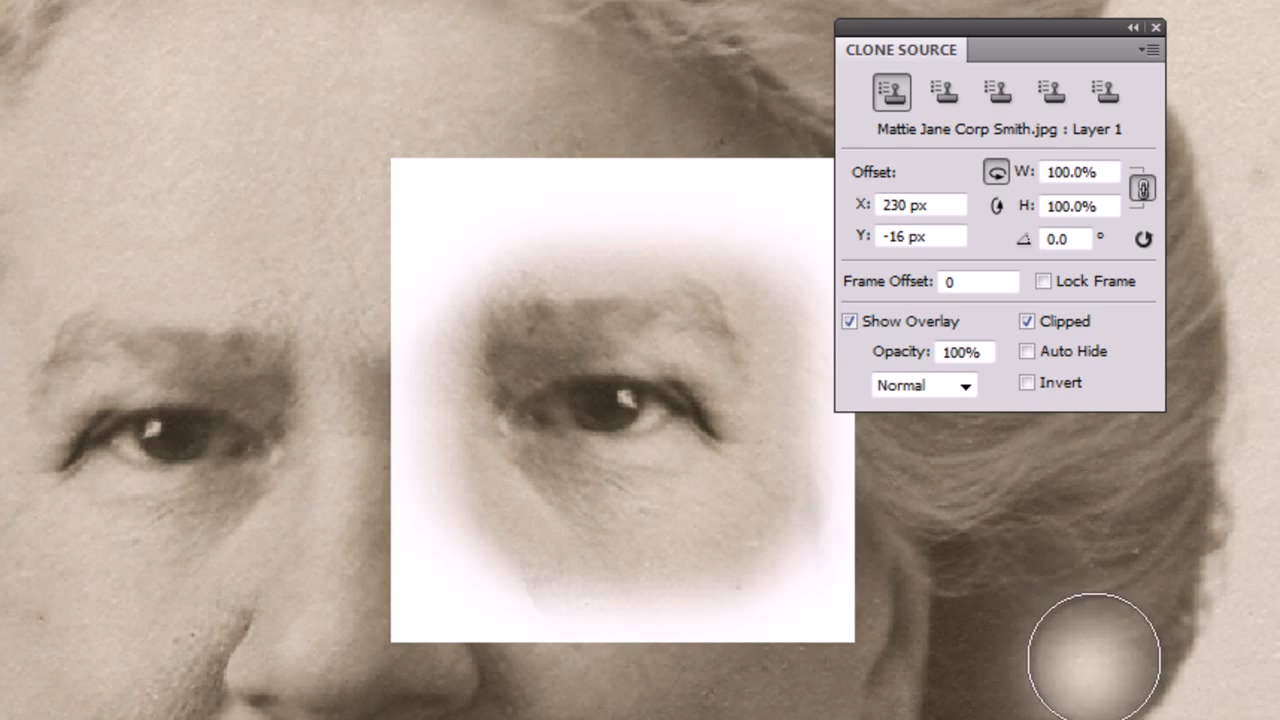 CLONE SOURCE
Mattie Jane Corp Smith.jpg : Layer 1
Offset: W: 100.0%
X: 230 px H: 100.0%
Y: -16 px 0.0 °
Frame Offset: 0 Lock Frame
Show Overlay Clipped
Opacity: 100% Auto Hide
Normal Invert